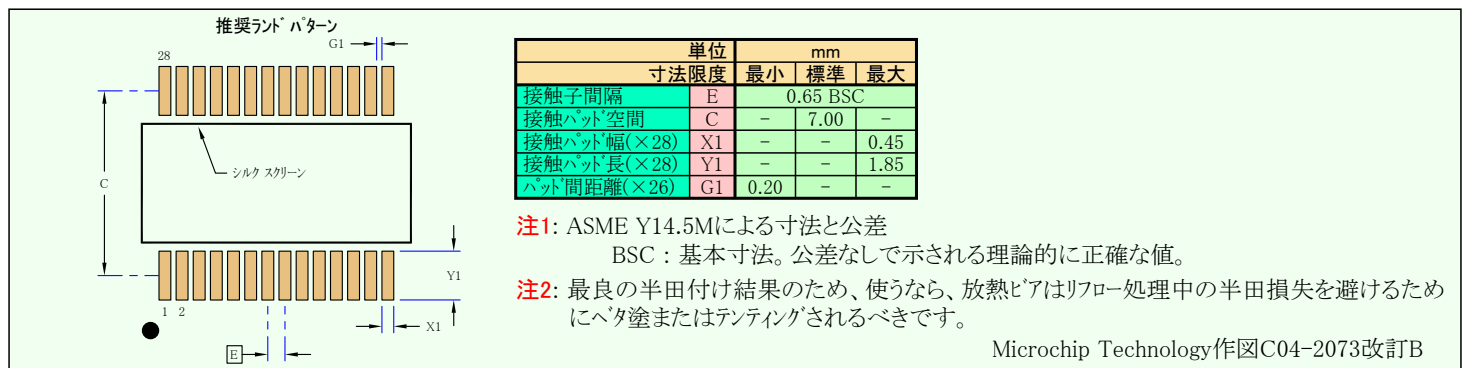 推奨ランド パターン
G1
28
C
シルク スクリーン
Y1
1 2
X1
E
単位 mm
寸法限度 最小 標準 最大
接触子間隔 E 0.65 BSC
接触パッド空間 C - 7.00 -
接触パッド幅(×28) X1 - - 0.45
接触パッド長(×28) Y1 - - 1.85
パッド間距離(×26) G1 0.20 - -
注1: ASME Y14.5Mによる寸法と公差
BSC : 基本寸法。公差なしで示される理論的に正確な値。
注2: 最良の半田付け結果のため、使うなら、放熱ビアはリフロー処理中の半田損失を避けるため
にベタ塗またはテンティングされるべきです。
Microchip Technology作図C04-2073改訂B